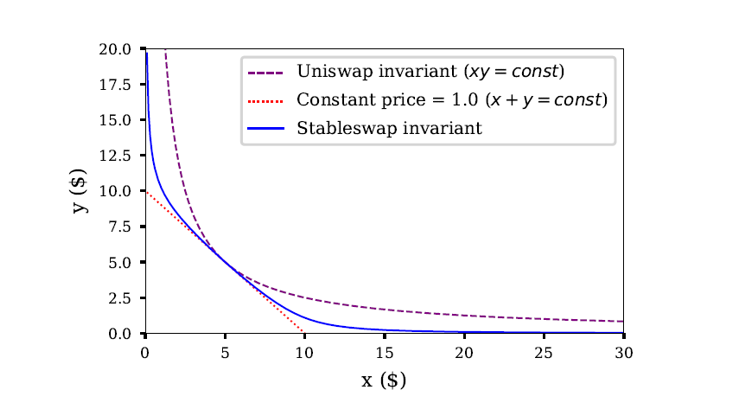 20.0
17.5
15.0
12.5
10.0
7.5
5.0
2.5
0.0
y ($)
Uniswap invariant (xy = const)
Constant price = 1.0 (x + y = const)
Stableswap invariant
0 5 10 15 20 25 30
x ($)